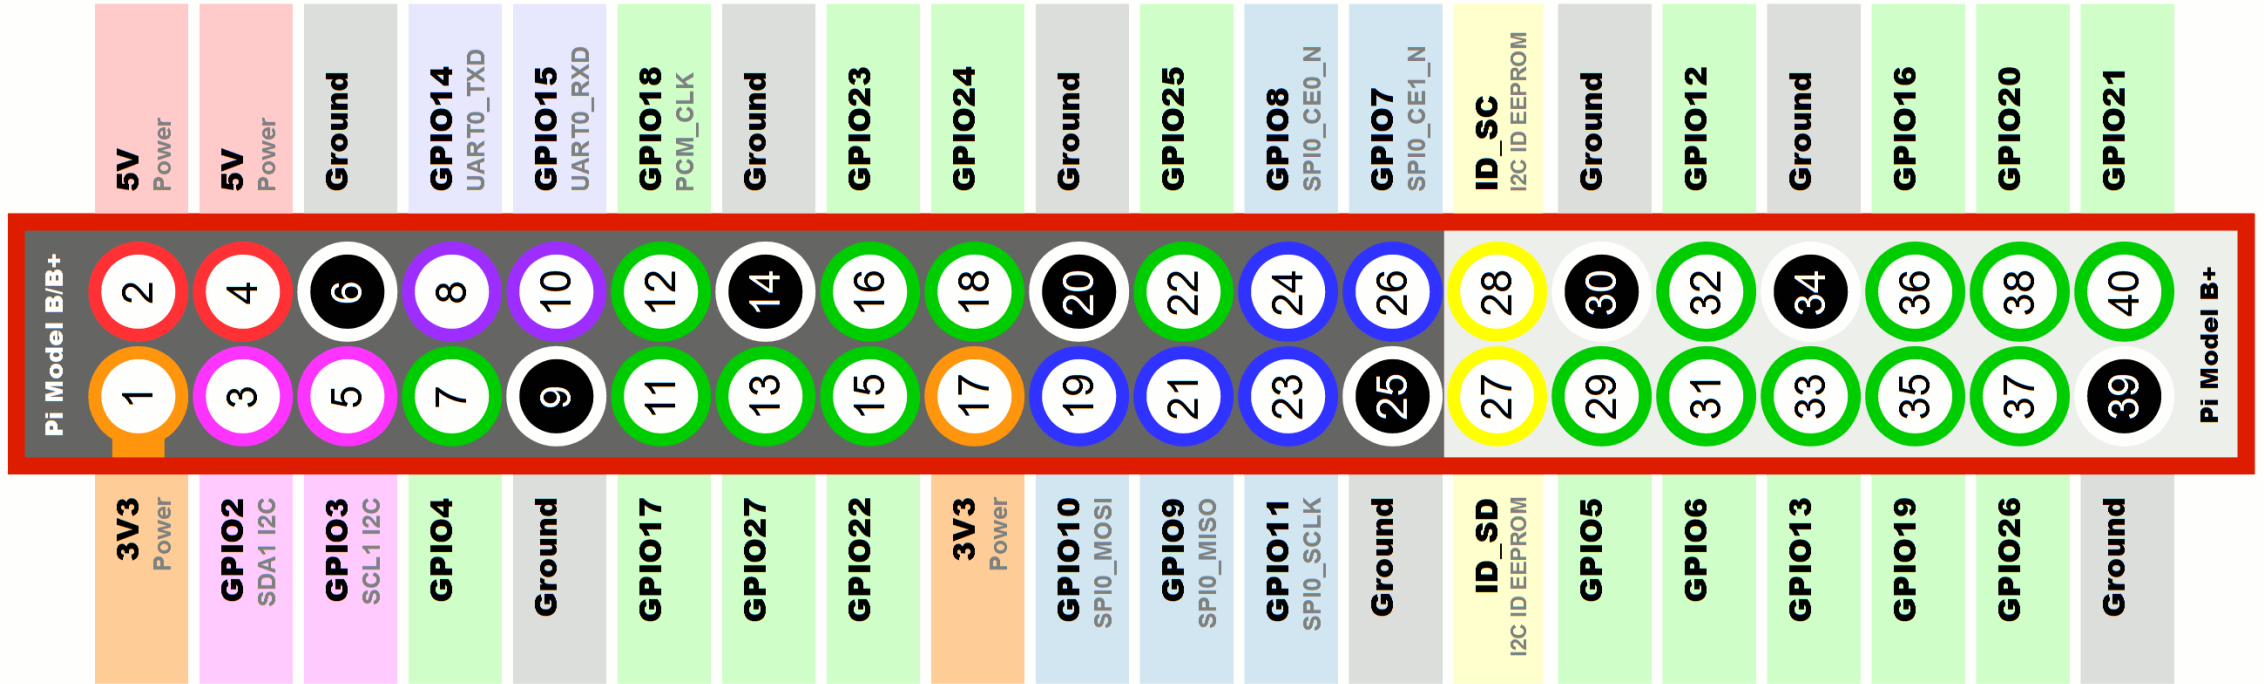 5V
Power
5V
Power
Ground
GPIO14
UART0_TXD
GPIO15
UART0_RXD
GPIO18
PCM_CLK
Ground
GPIO23
GPIO24
Ground
GPIO25
GPIO8
SPI0_CE0_N
GPIO7
SPI0_CE1_N
ID_SC
I2C ID EEPROM
Ground
GPIO12
Ground
GPIO16
GPIO20
GPIO21
Pi Model B/B+
2
4
6
8
10
12
14
16
18
20
22
24
26
28
30
32
34
36
38
40
1
3
5
7
9
11
13
15
17
19
21
23
25
27
29
31
33
35
37
39
Pi Model B+
3V3
Power
GPIO2
SDA1 I2C
GPIO3
SCL1 I2C
GPIO4
Ground
GPIO17
GPIO27
GPIO22
3V3
Power
GPIO10
SPI0_MOSI
GPIO9
SPI0_MISO
GPIO11
SPI0_SCLK
Ground
ID_SD
I2C ID EEPROM
GPIO5
GPIO6
GPIO13
GPIO19
GPIO26
Ground